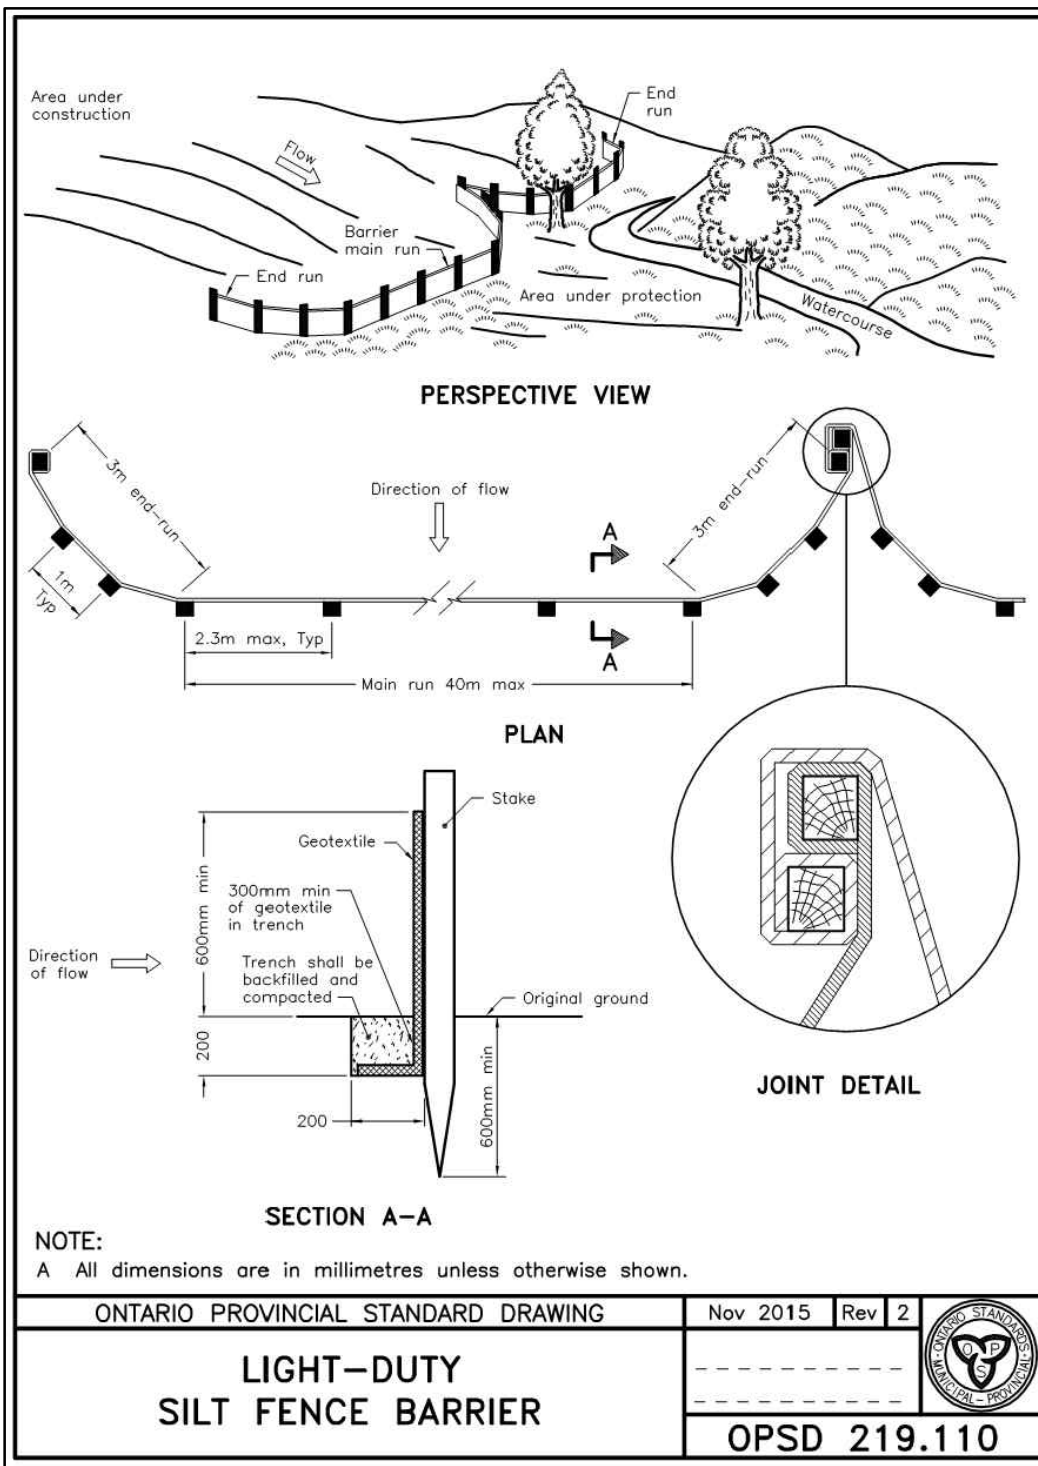 Area under
construction
Flow
End
run
Barrier
main run
End run
Area under protection
Watercourse
PERSPECTIVE VIEW
3m end-run
Direction of flow
3m end-run
A
1m
Typ
A
2.3m max, Typ
Main run 40m max
PLAN
Stake
Geotextile
600mm min
300mm min
of geotextile
in trench
Direction
of flow
Trench shall be
backfilled and
compacted
Original ground
200
600mm min
200
JOINT DETAIL
SECTION A-A
NOTE:
A All dimensions are in millimetres unless otherwise shown.
ONTARIO PROVINCIAL STANDARD DRAWING
Nov 2015 Rev 2
LIGHT-DUTY
SILT FENCE BARRIER
OPSD 219.110
ONTARIO STANDARDS
MUNICIPAL - PROVINCIAL
O P
S